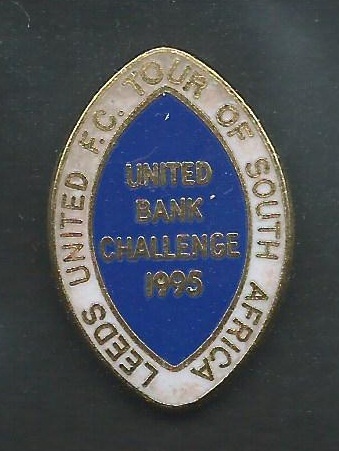 LEEDS UNITED F.C. TOUR OF SOUTH AFRICA
UNITED
BANK
CHALLENGE
1995